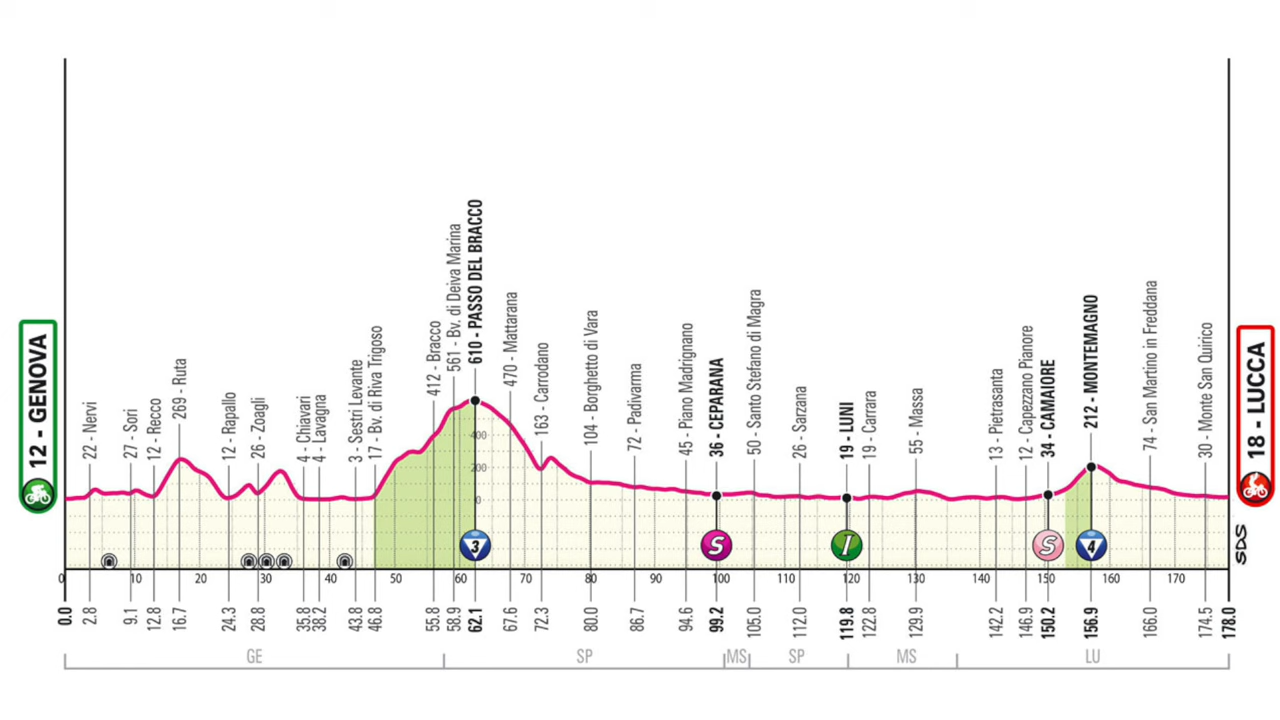 12 - GENOVA
22 - Nervi
27 - Sori
12 - Recco
269 - Ruta
12 - Rapallo
26 - Zoagli
4 - Chiavari
4 - Lavagna
3 - Sestri Levante
17 - Bv. di Riva Trigoso
412 - Bracco
561 - Bv. di Deiva Marina
610 - PASSO DEL BRACCO
470 - Mattarana
163 - Carrodano
104 - Borghetto di Vara
72 - Padivarma
45 - Piano Madrignano
36 - CEPARANA
50 - Santo Stefano di Magra
26 - Sarzana
19 - LUNI
19 - Carrara
55 - Massa
13 - Pietrasanta
12 - Capezzano Pianore
34 - CAMAIORE
212 - MONTEMAGNO
74 - San Martino in Freddana
30 - Monte San Quirico
18 - LUCCA
400
200
0
3
S
I
S
4
SDS
0 10 20 30 40 50 60 70 80 90 100 110 120 130 140 150 160 170
0.0 2.8 9.1 12.8 16.7 24.3 28.8 35.8 38.2 43.8 46.8 55.8 58.9 62.1 67.6 72.3 80.0 86.7 94.6 99.2 105.0 112.0 119.8 122.8 129.9 142.2 146.9 150.2 156.9 166.0 174.5 178.0
GE SP MS SP MS LU